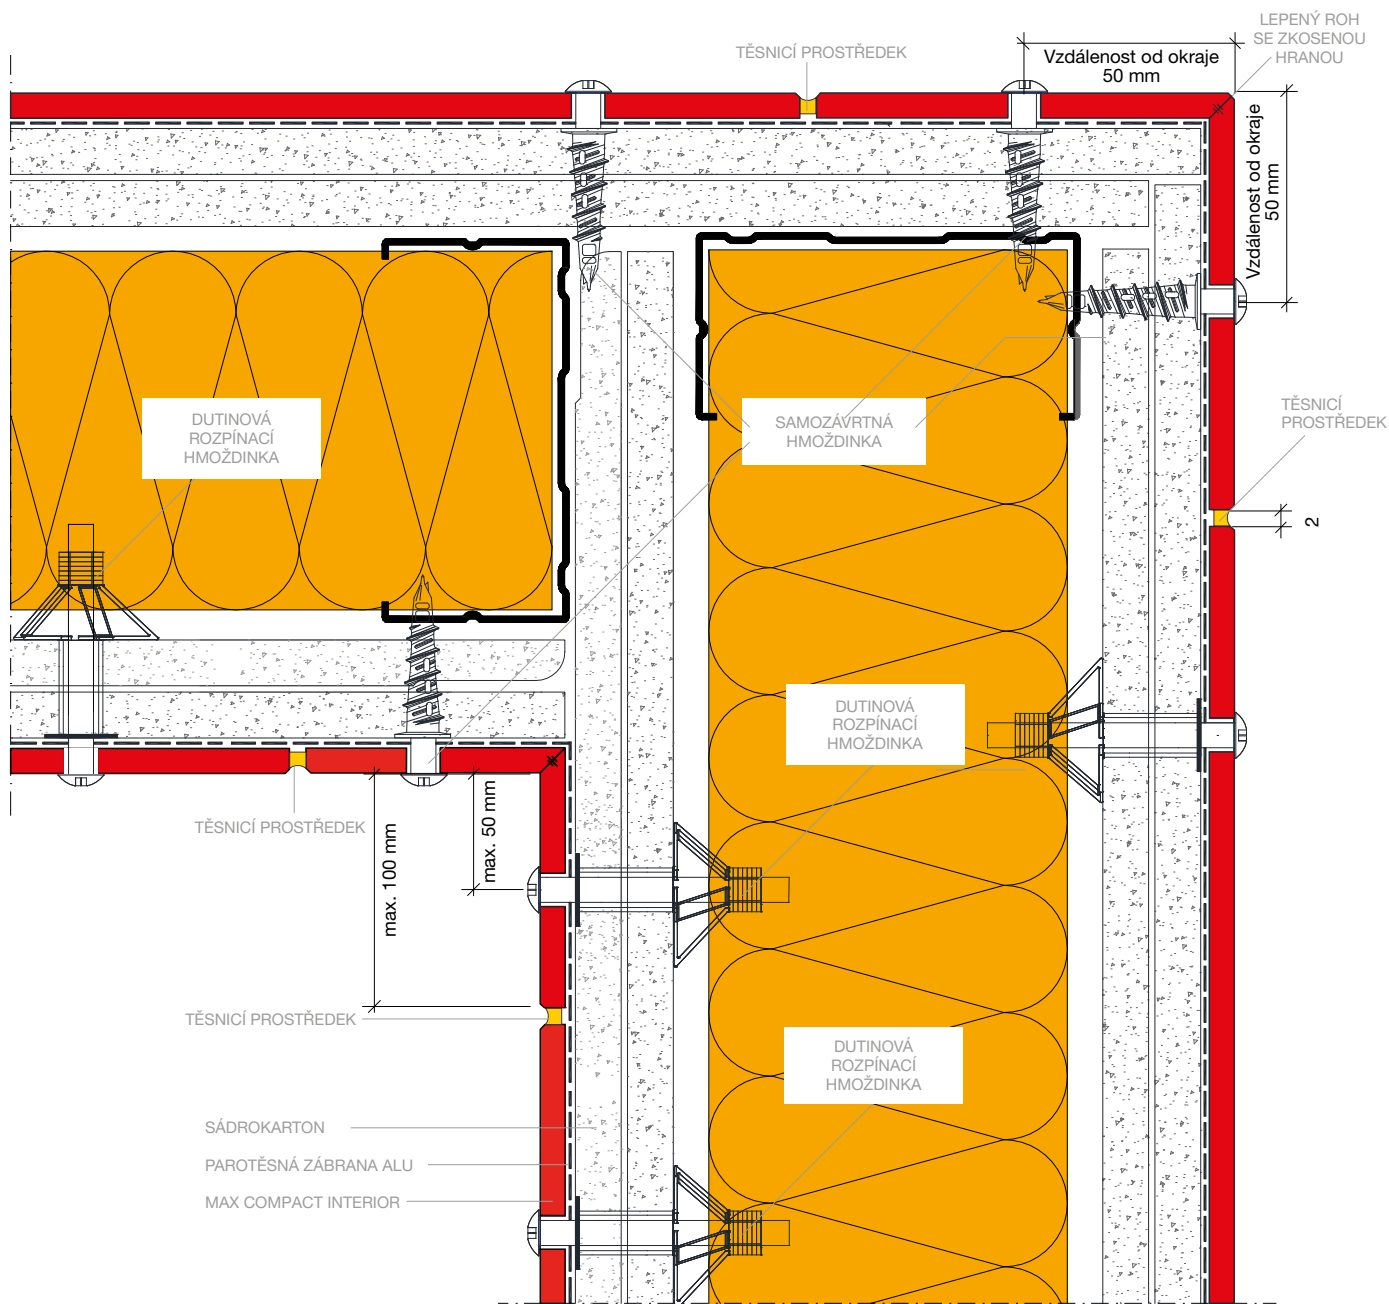 LEPENÝ ROH
SE ZKOSENOU
HRANOU
TĚSNICÍ PROSTŘEDEK
Vzdálenost od okraje
50 mm
Vzdálenost od okraje
50 mm
DUTINOVÁ
ROZPÍNACÍ
HMOŽDINKA
SAMOZÁVRTNÁ
HMOŽDINKA
TĚSNICÍ
PROSTŘEDEK
2
DUTINOVÁ
ROZPÍNACÍ
HMOŽDINKA
TĚSNICÍ PROSTŘEDEK
max. 50 mm
max. 100 mm
TĚSNICÍ PROSTŘEDEK
DUTINOVÁ
ROZPÍNACÍ
HMOŽDINKA
SÁDROKARTON
PAROTĚSNÁ ZÁBRANA ALU
MAX COMPACT INTERIOR